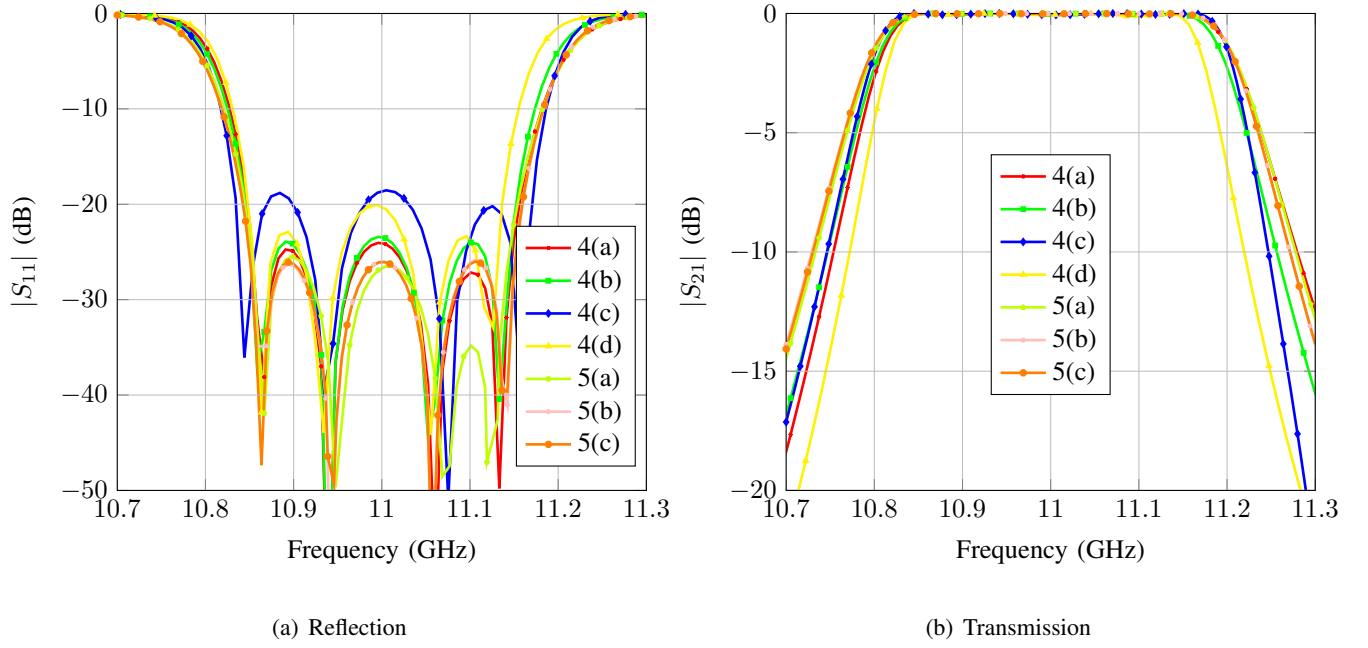 0
−10
−20
−30
−40
−50
10.7
10.8
10.9
11
11.1
11.2
11.3
Frequency (GHz)
|S11| (dB)
4(a)
4(b)
4(c)
4(d)
5(a)
5(b)
5(c)
(a) Reflection
0
−5
−10
−15
−20
10.7
10.8
10.9
11
11.1
11.2
11.3
Frequency (GHz)
|S21| (dB)
4(a)
4(b)
4(c)
4(d)
5(a)
5(b)
5(c)
(b) Transmission